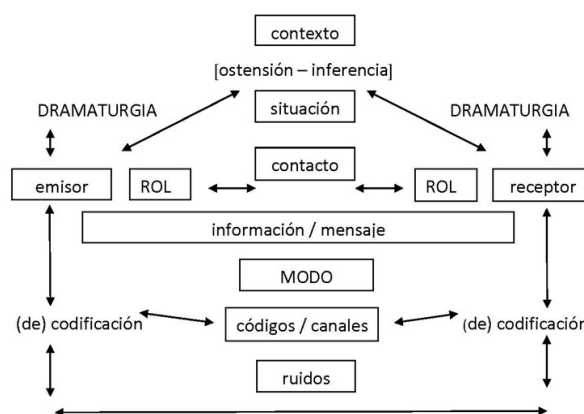 contexto
[ostensión – inferencia]
DRAMATURGIA DRAMATURGIA
situación
contacto
emisor ROL ROL receptor
información / mensaje
MODO
(de) codificación códigos / canales (de) codificación
ruidos